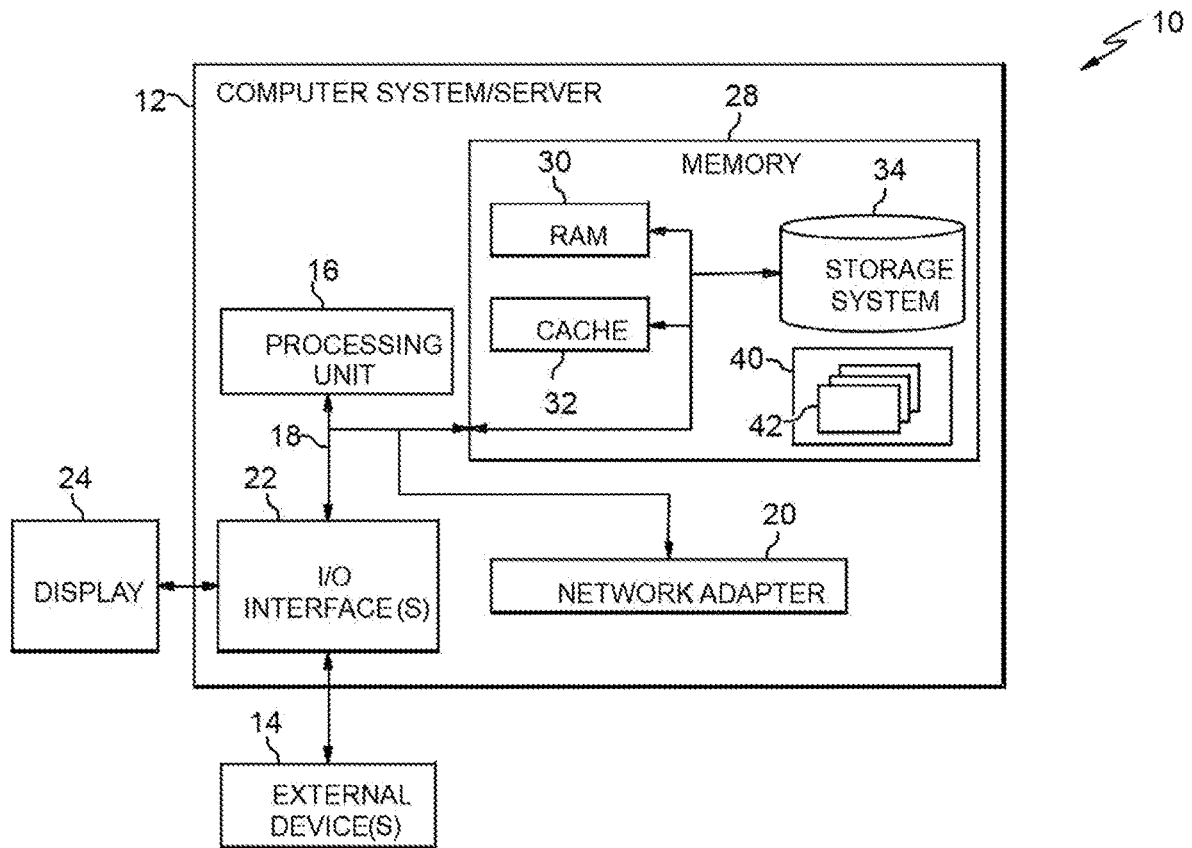 10
12
COMPUTER SYSTEM/SERVER
28
MEMORY
30
RAM
34
STORAGE
SYSTEM
16
PROCESSING
UNIT
CACHE
32
40
42
18
24
22
20
DISPLAY
I/O
INTERFACE(S)
NETWORK ADAPTER
14
EXTERNAL
DEVICE(S)